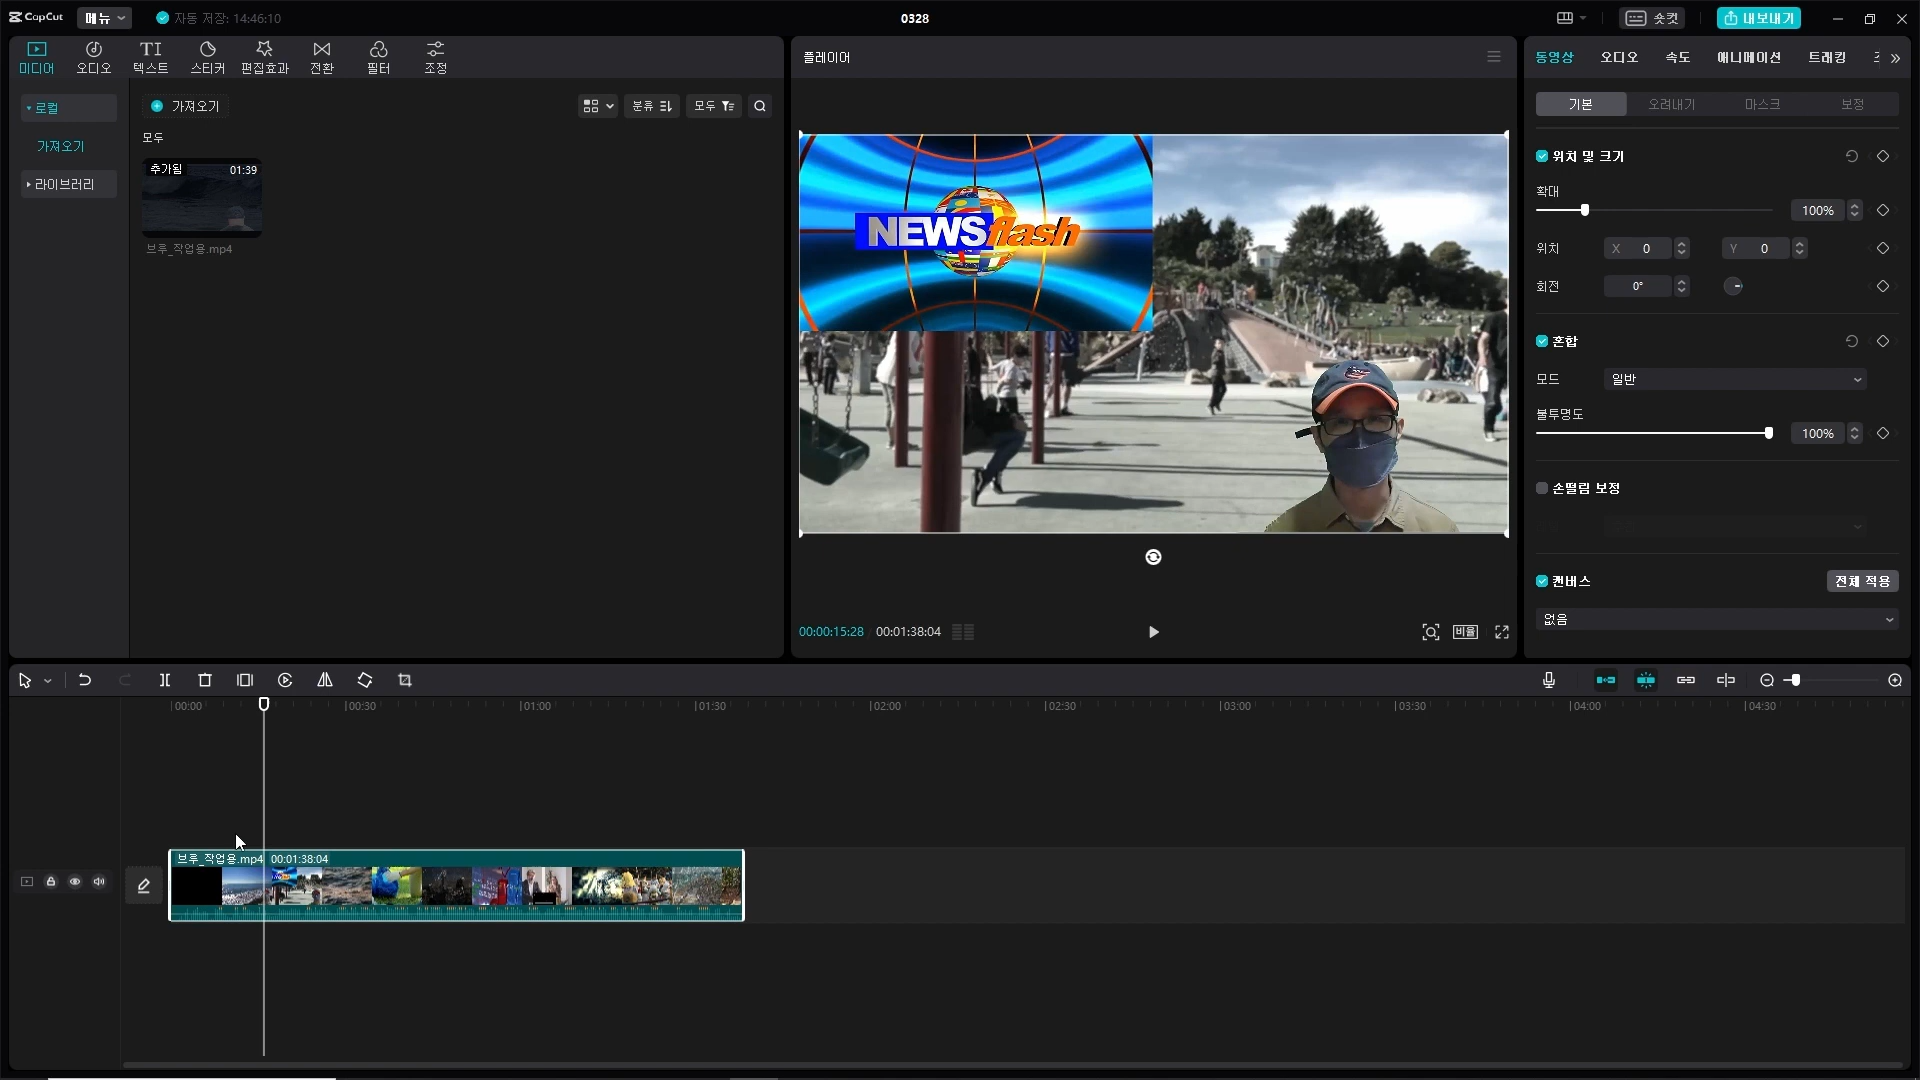 CapCut
메뉴
자동 저장: 14:46:10
0328
숏컷
내보내기
미디어
오디오
텍스트
스티커
편집효과
전환
필터
조정
로컬
가져오기
라이브러리
가져오기
분류
모두
모두
추가됨
01:39
브루_작업용.mp4
플레이어
NEWSflash
00:00:15:28
00:01:38:04
비율
동영상
오디오
속도
애니메이션
트래킹
기본
오려내기
마스크
보정
위치 및 크기
확대
100%
위치
X 0
Y 0
회전
0°
혼합
모드
일반
불투명도
100%
손떨림 보정
캔버스
전체 적용
없음
00:00
00:30
01:00
01:30
02:00
02:30
03:00
03:30
04:00
04:30
브루_작업용.mp4 00:01:38:04